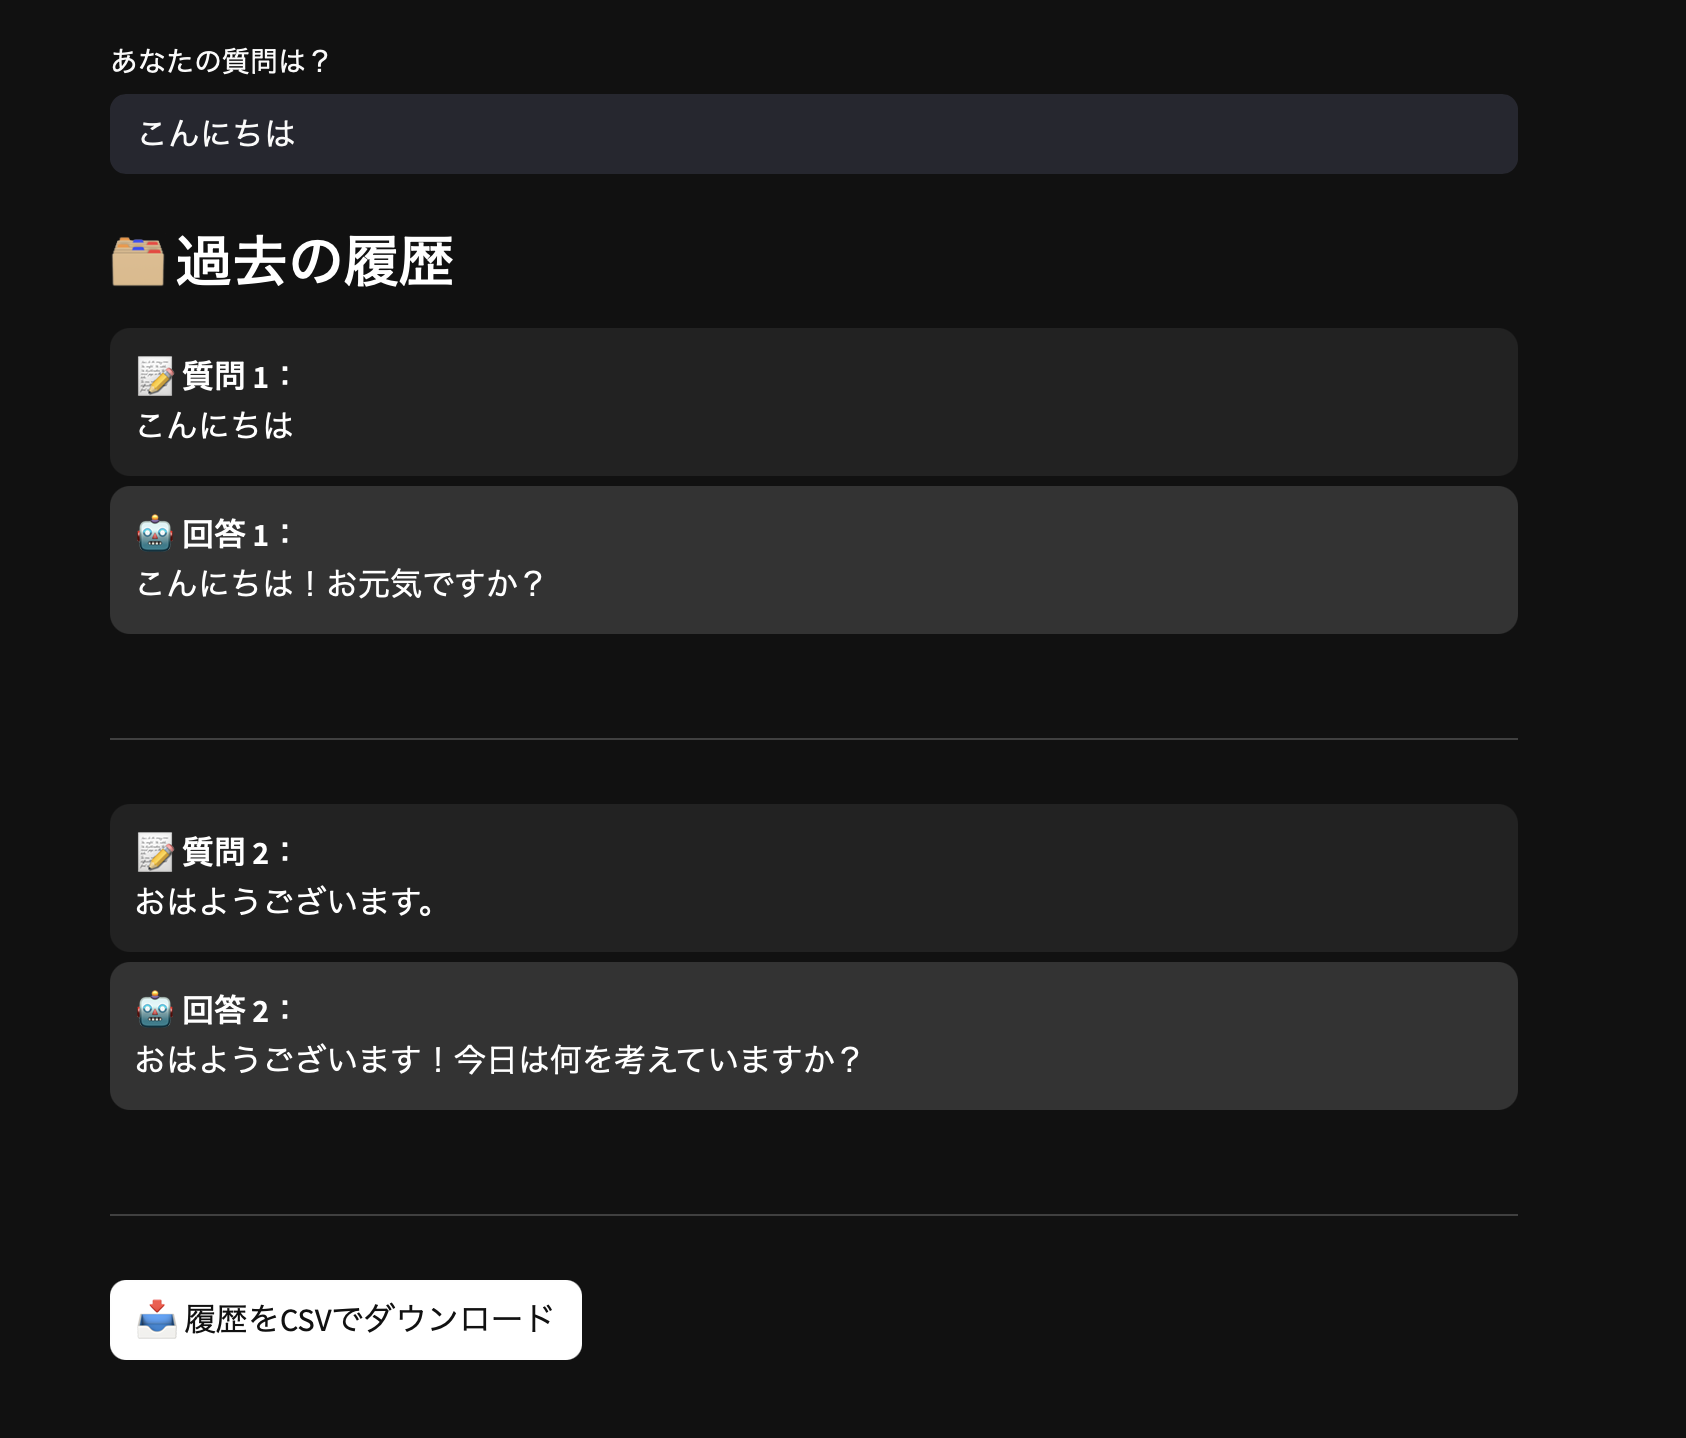 あなたの質問は？
こんにちは
🗂️ 過去の履歴
📝 質問 1：
こんにちは
🤖 回答 1：
こんにちは！お元気ですか？
📝 質問 2：
おはようございます。
🤖 回答 2：
おはようございます！今日は何を考えていますか？
📥 履歴をCSVでダウンロード